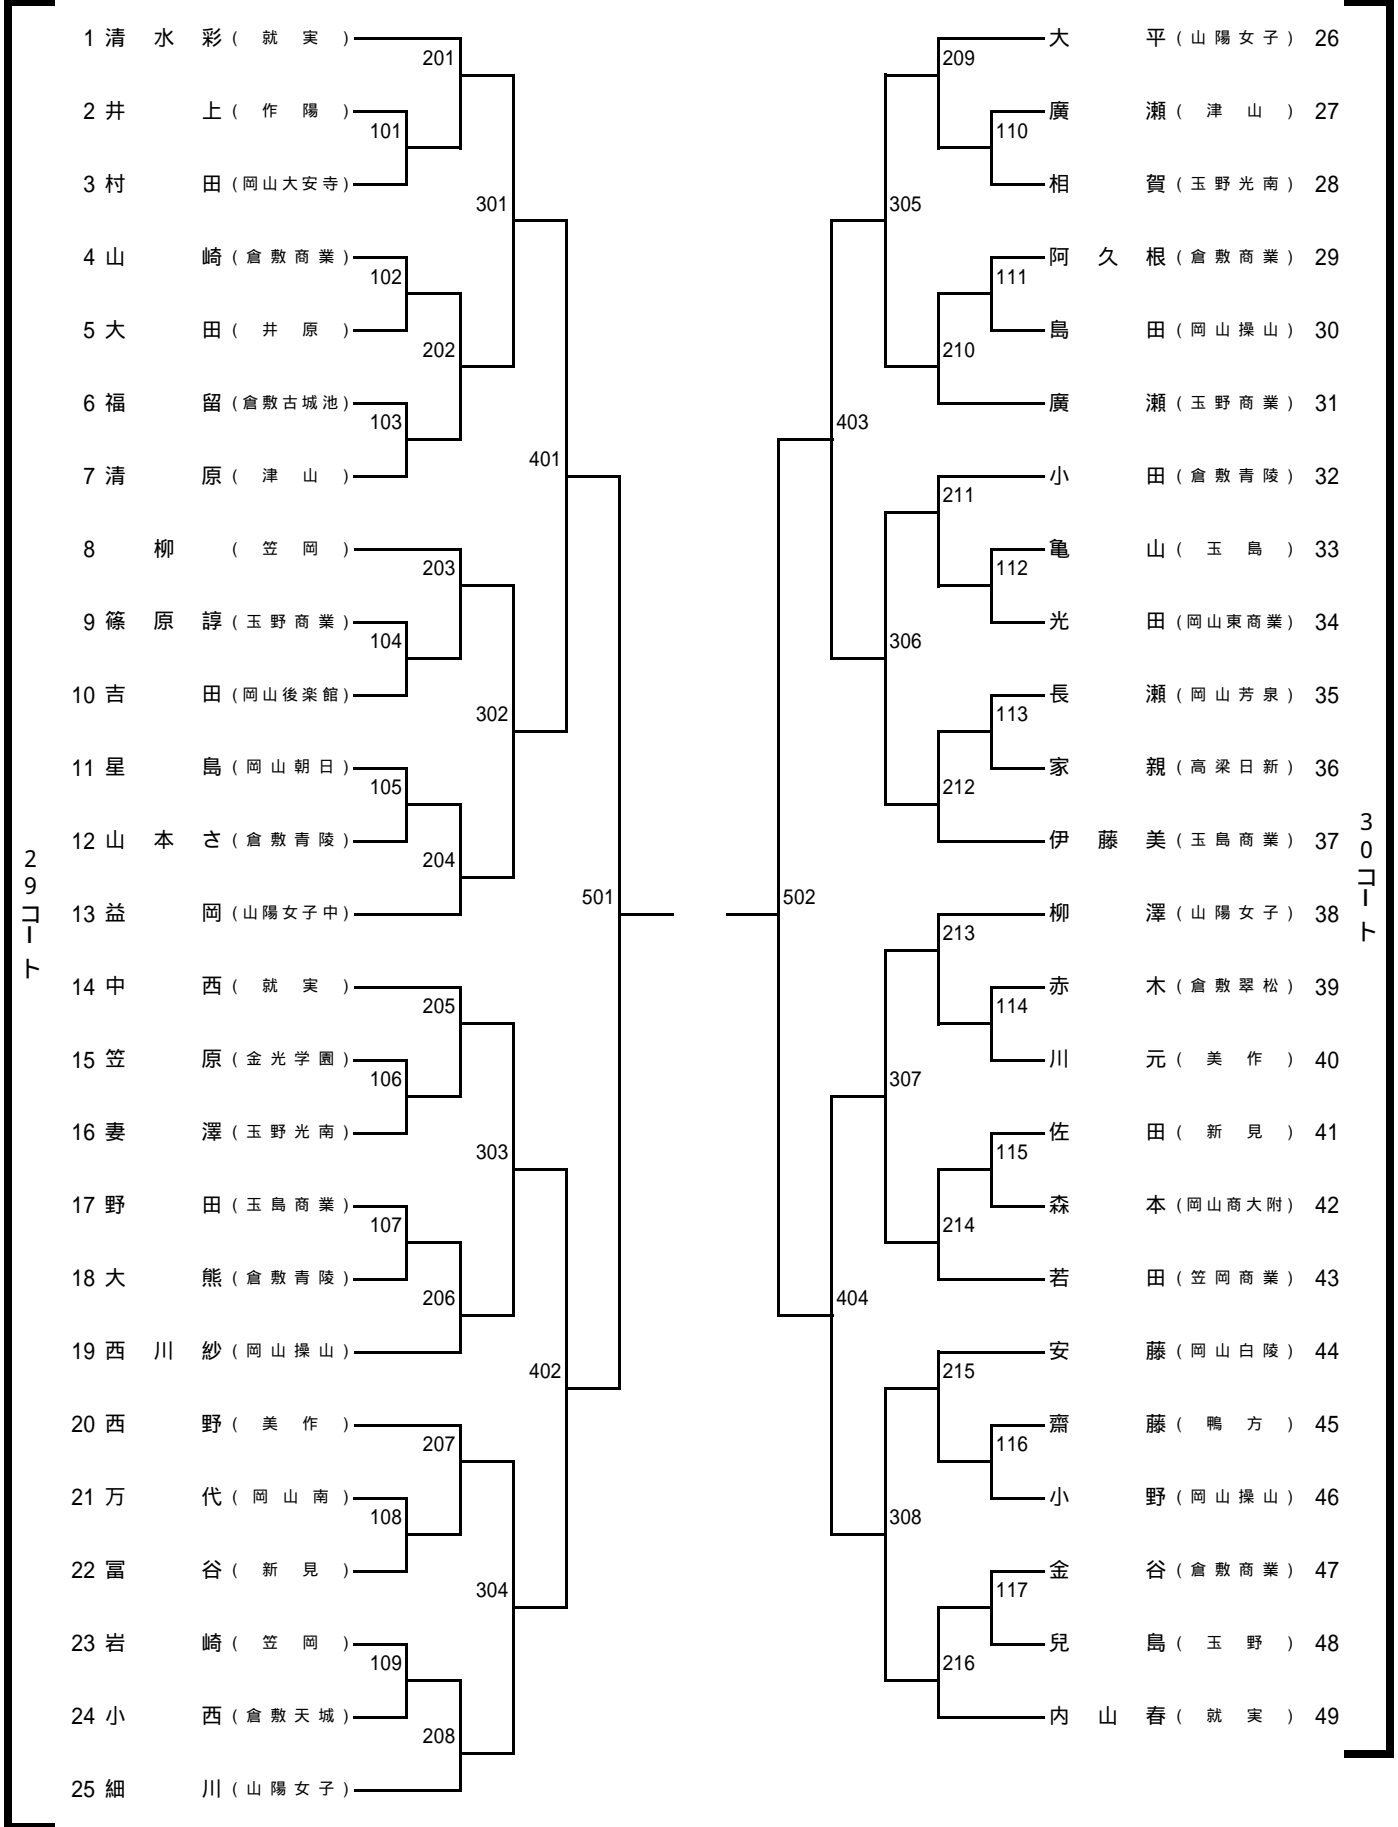 29コート
1 清水彩 (就実)
201
2 井上 (作陽)
101
3 村田 (岡山大安寺)
301
4 山崎 (倉敷商業)
102
5 大田 (井原)
202
6 福留 (倉敷古城池)
103
401
7 清原 (津山)
8 柳 (笠岡)
203
9 篠原諄 (玉野商業)
104
10 吉田 (岡山後楽館)
302
11 星島 (岡山朝日)
105
12 山本さ (倉敷青陵)
204
501
13 益岡 (山陽女子中)
14 中西 (就実)
205
15 笠原 (金光学園)
106
16 妻澤 (玉野光南)
303
17 野田 (玉島商業)
107
18 大熊 (倉敷青陵)
206
19 西川紗 (岡山操山)
402
20 西野 (美作)
207
21 万代 (岡山南)
108
22 冨谷 (新見)
304
23 岩崎 (笠岡)
109
24 小西 (倉敷天城)
208
25 細川 (山陽女子)
大平 (山陽女子) 26
209
廣瀬 (津山) 27
110
相賀 (玉野光南) 28
305
阿久根 (倉敷商業) 29
111
島田 (岡山操山) 30
210
廣瀬 (玉野商業) 31
403
小田 (倉敷青陵) 32
211
亀山 (玉島) 33
112
光田 (岡山東商業) 34
306
長瀬 (岡山芳泉) 35
113
家親 (高梁日新) 36
212
伊藤美 (玉島商業) 37
502
柳澤 (山陽女子) 38
213
赤木 (倉敷翠松) 39
114
川元 (美作) 40
307
佐田 (新見) 41
115
森本 (岡山商大附) 42
214
若田 (笠岡商業) 43
404
安藤 (岡山白陵) 44
215
齋藤 (鴨方) 45
116
小野 (岡山操山) 46
308
金谷 (倉敷商業) 47
117
兒島 (玉野) 48
216
内山春 (就実) 49
30コート